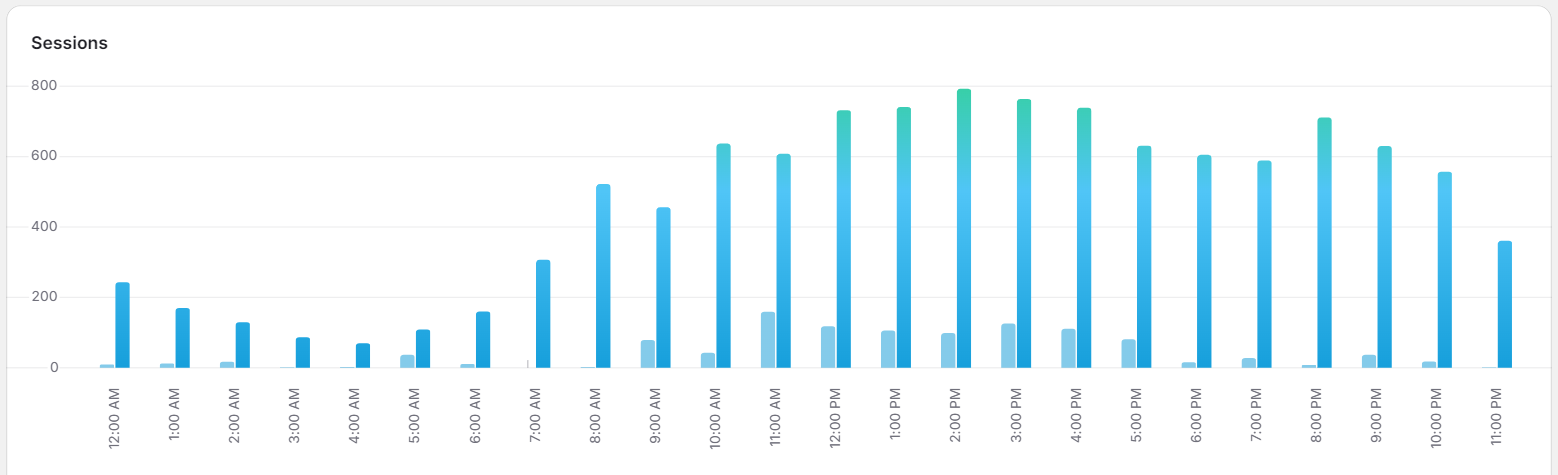 Sessions
800
600
400
200
0
12:00 AM
1:00 AM
2:00 AM
3:00 AM
4:00 AM
5:00 AM
6:00 AM
7:00 AM
8:00 AM
9:00 AM
10:00 AM
11:00 AM
12:00 PM
1:00 PM
2:00 PM
3:00 PM
4:00 PM
5:00 PM
6:00 PM
7:00 PM
8:00 PM
9:00 PM
10:00 PM
11:00 PM